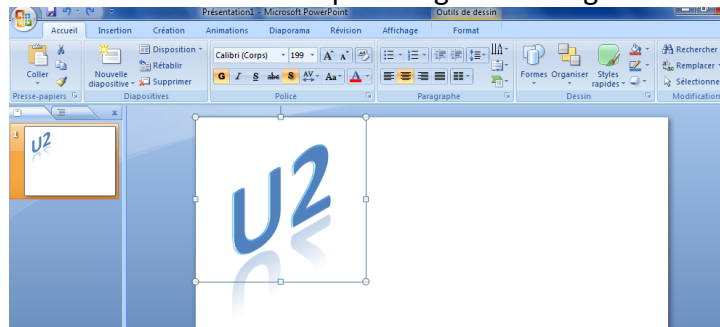 Présentation1 - Microsoft PowerPoint Outils de dessin
Accueil Insertion Création Animations Diaporama Révision Affichage Format
Coller
Nouvelle diapositive
Disposition
Rétablir
Supprimer
Calibri (Corps) 199 A A
G I S abc S AV Aa A
Formes Organiser Styles rapides
Rechercher
Remplacer
Sélectionne
Presse-papiers Diapositives Police Paragraphe Dessin Modification
1
U2
U2